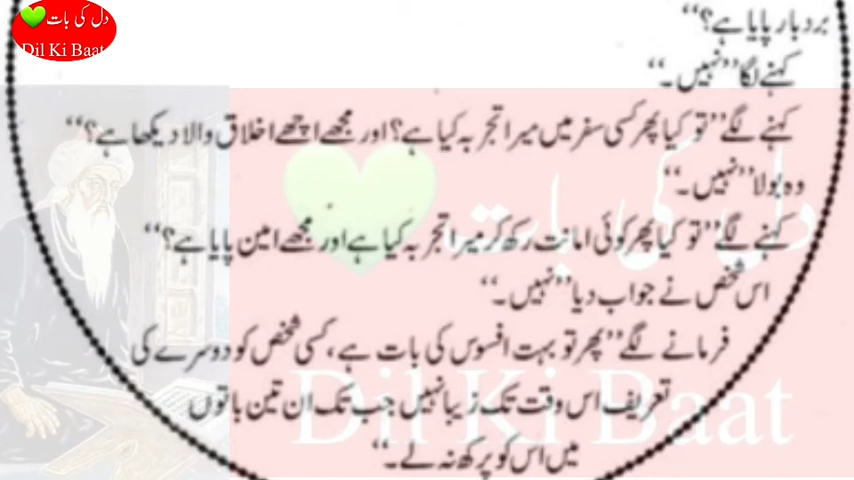 دل کی بات
Dil Ki Baat
بردبار پایا ہے؟‘‘
کہنے لگا ’’نہیں۔‘‘
کہنے لگے ’’تو کیا پھر کسی سفر میں میرا تجربہ کیا ہے؟ اور مجھے اچھے اخلاق والا دیکھا ہے؟‘‘
وہ بولا ’’نہیں۔‘‘
کہنے لگے ’’تو کیا پھر کوئی امانت رکھ کر میرا تجربہ کیا ہے اور مجھے امین پایا ہے؟‘‘
اس شخص نے جواب دیا ’’نہیں۔‘‘
فرمانے لگے ’’پھر تو بہت افسوس کی بات ہے، کسی شخص کو دوسرے کی
تعریف اس وقت تک زیبا نہیں جب تک ان تین باتوں
میں اس کو پرکھ نہ لے۔‘‘
دل کی بات
Dil Ki Baat